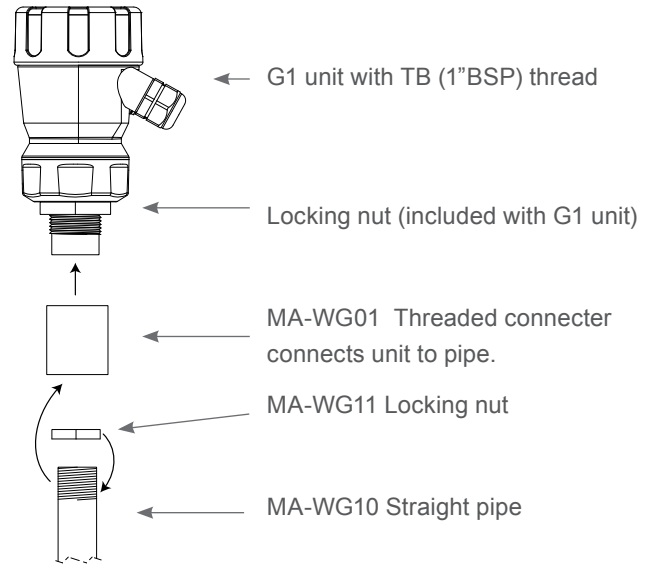 G1 unit with TB (1”BSP) thread
Locking nut (included with G1 unit)
MA-WG01 Threaded connecter
connects unit to pipe.
MA-WG11 Locking nut
MA-WG10 Straight pipe